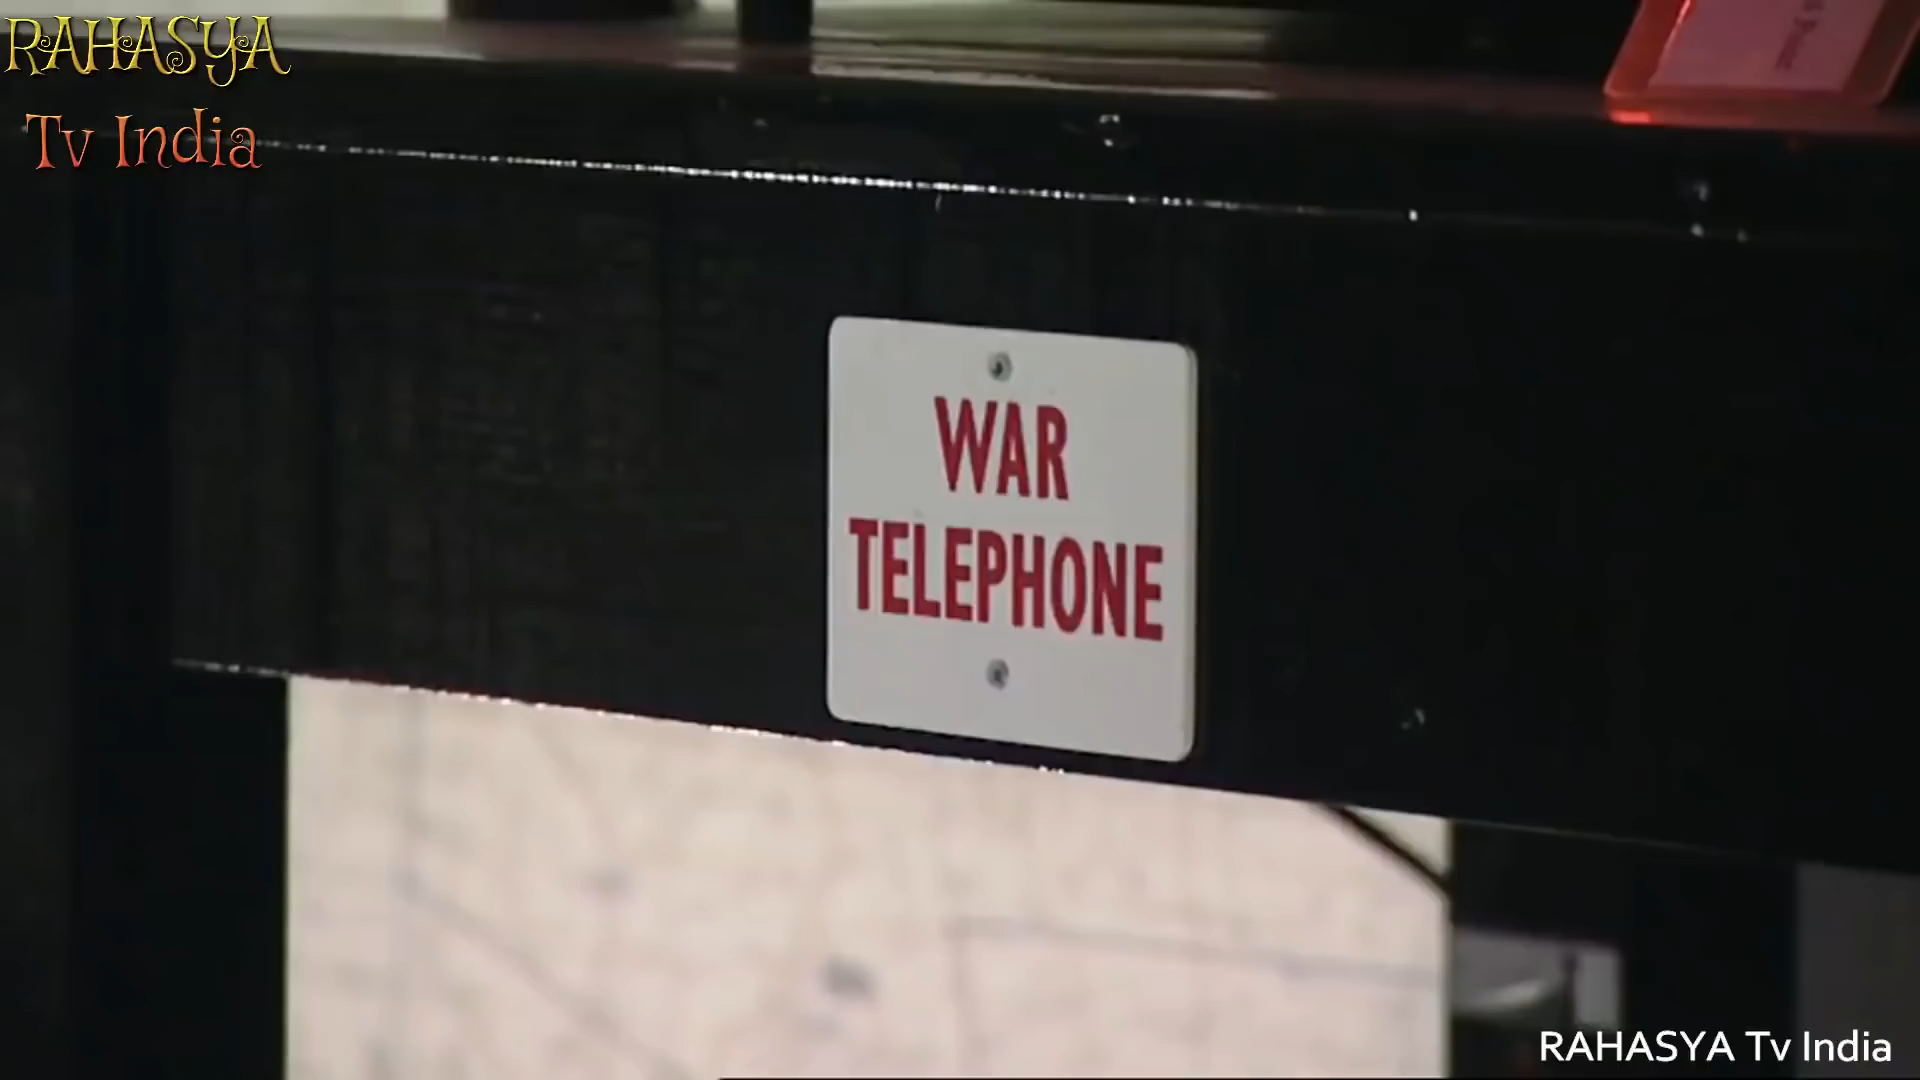 RAHASYA
Tv India
WAR
TELEPHONE
RAHASYA Tv India